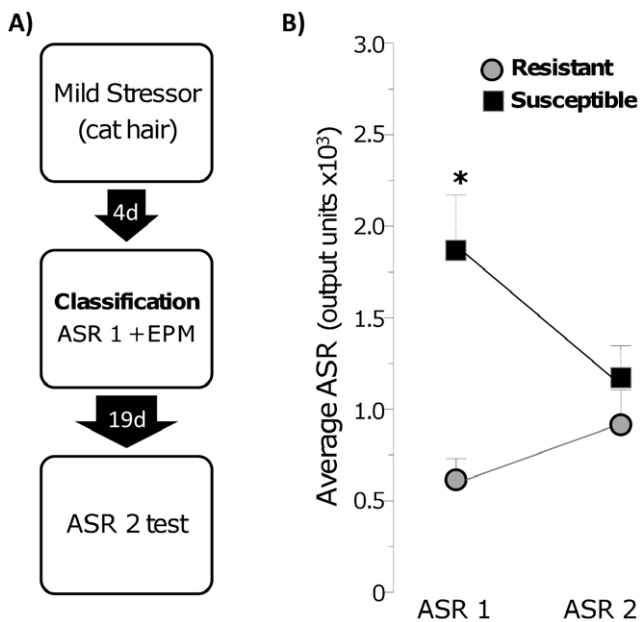 A)
Mild Stressor
(cat hair)
4d
Classification
ASR 1 +EPM
19d
ASR 2 test
B)
Average ASR (output units x10³)
3.0
2.5
2.0
1.5
1.0
0.5
0
Resistant
Susceptible
*
ASR 1
ASR 2